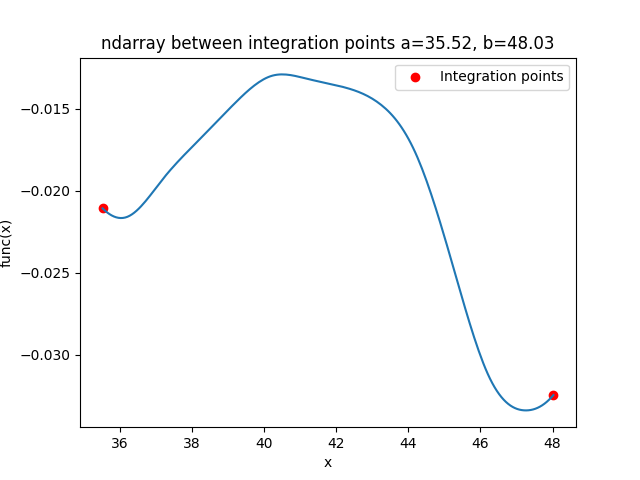 ndarray between integration points a=35.52, b=48.03
Integration points
−0.015
−0.020
−0.025
−0.030
func(x)
36 38 40 42 44 46 48
x